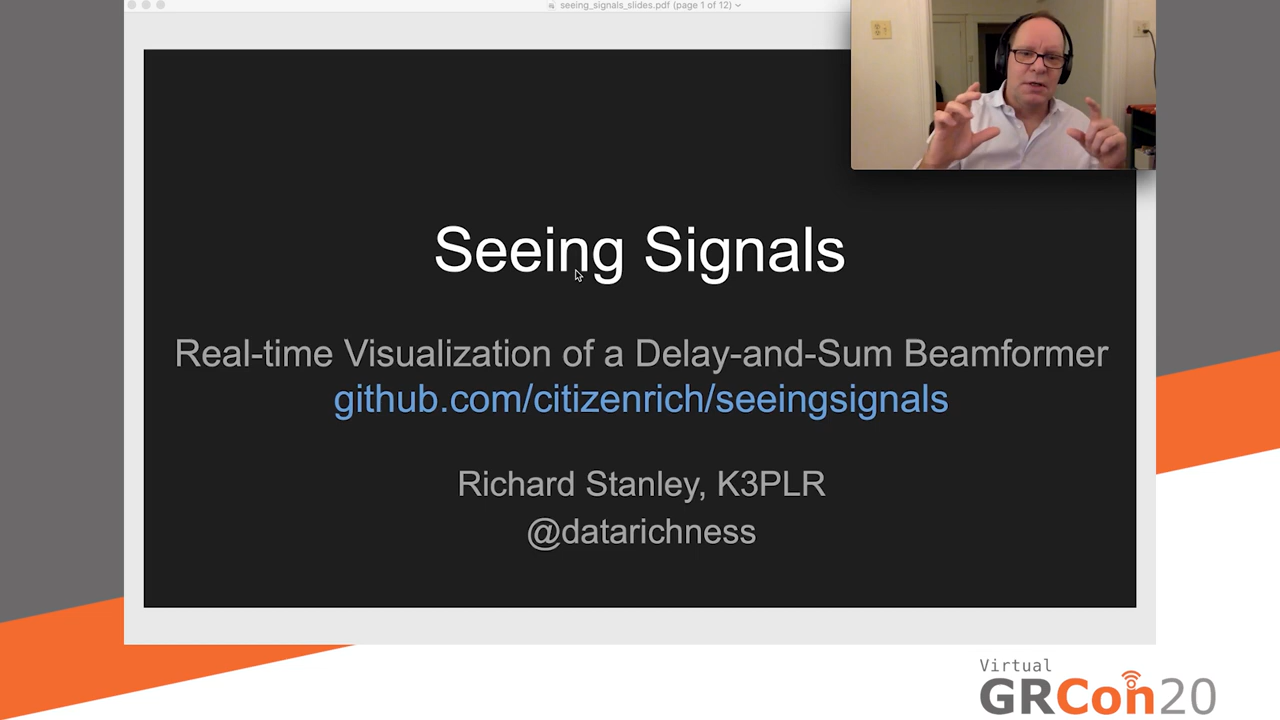 seeing_signals_slides.pdf (page 1 of 12)
Seeing Signals
Real-time Visualization of a Delay-and-Sum Beamformer
github.com/citizenrich/seeingsignals
Richard Stanley, K3PLR
@datarichness
Virtual
GRCon20